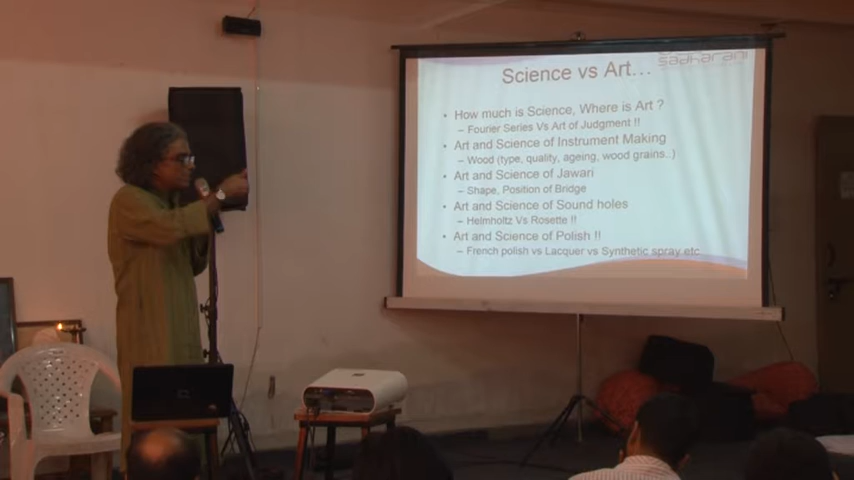 sadharani
Science vs Art...
• How much is Science, Where is Art ?
– Fourier Series Vs Art of Judgment !!
• Art and Science of Instrument Making
– Wood (type, quality, ageing, wood grains..)
• Art and Science of Jawari
– Shape, Position of Bridge
• Art and Science of Sound holes
– Helmholtz Vs Rosette !!
• Art and Science of Polish !!
– French polish vs Lacquer vs Synthetic spray etc